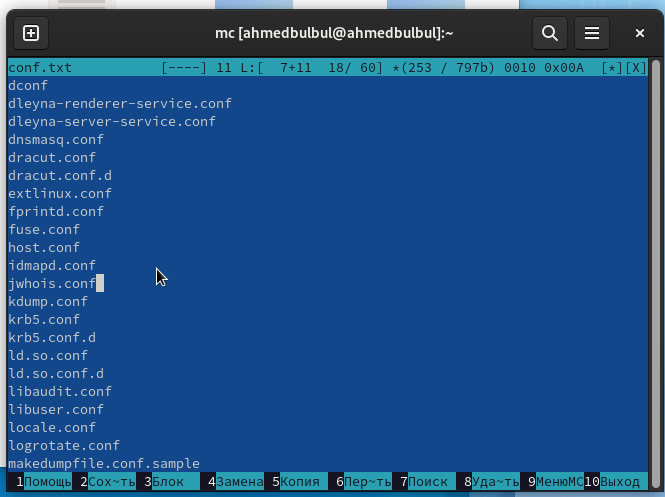 mc [ahmedbulbul@ahmedbulbul]:~
conf.txt [----] 11 L:[ 7+11 18/ 60] *(253 / 797b) 0010 0x00A [*][X]
dconf
dleyna-renderer-service.conf
dleyna-server-service.conf
dnsmasq.conf
dracut.conf
dracut.conf.d
extlinux.conf
fprintd.conf
fuse.conf
host.conf
idmapd.conf
jwhois.conf
kdump.conf
krb5.conf
krb5.conf.d
ld.so.conf
ld.so.conf.d
libaudit.conf
libuser.conf
locale.conf
logrotate.conf
makedumpfile.conf.sample
1Помощь 2Сох~ть 3Блок 4Замена 5Копия 6Пер~ть 7Поиск 8Уда~ть 9МенюМС 10Выход